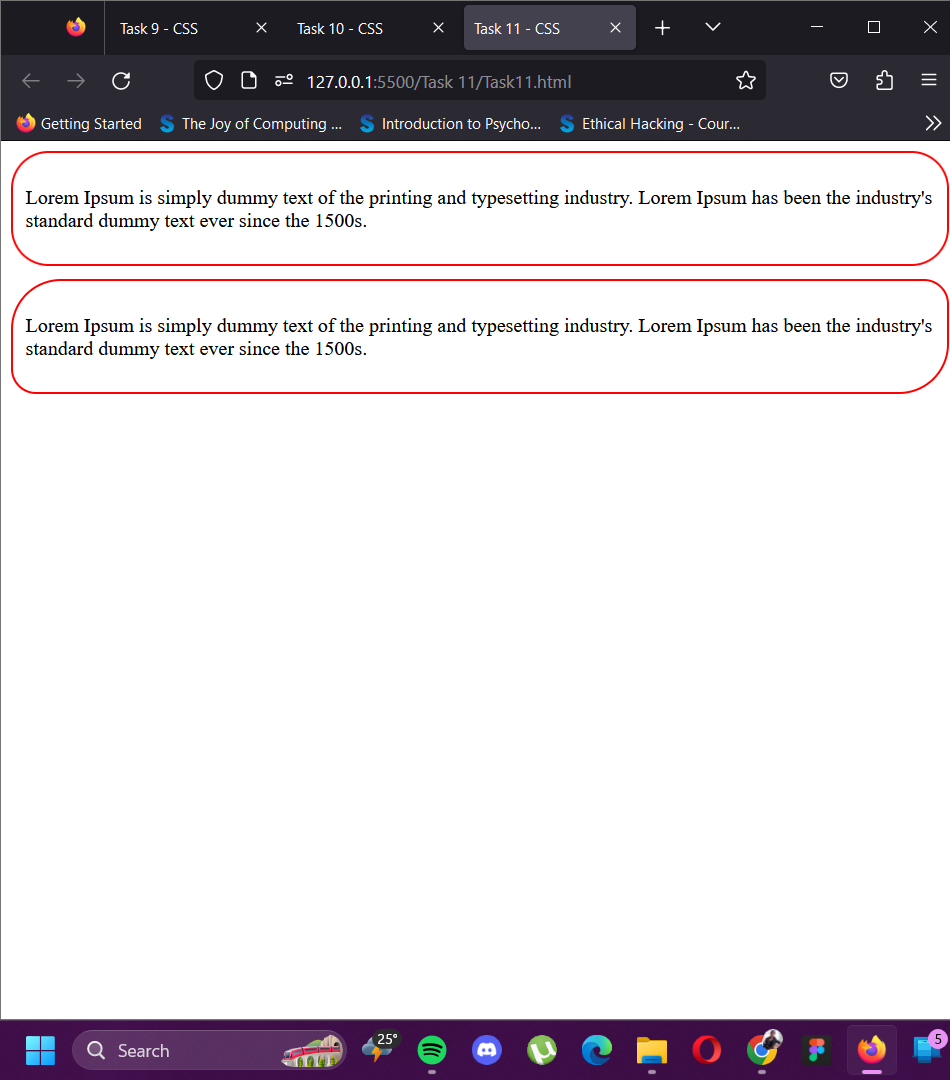 Task 9 - CSS
Task 10 - CSS
Task 11 - CSS
127.0.0.1:5500/Task 11/Task11.html
Getting Started
The Joy of Computing ...
Introduction to Psycho...
Ethical Hacking - Cour...
Lorem Ipsum is simply dummy text of the printing and typesetting industry. Lorem Ipsum has been the industry's
standard dummy text ever since the 1500s.
Lorem Ipsum is simply dummy text of the printing and typesetting industry. Lorem Ipsum has been the industry's
standard dummy text ever since the 1500s.
Search
25°
5